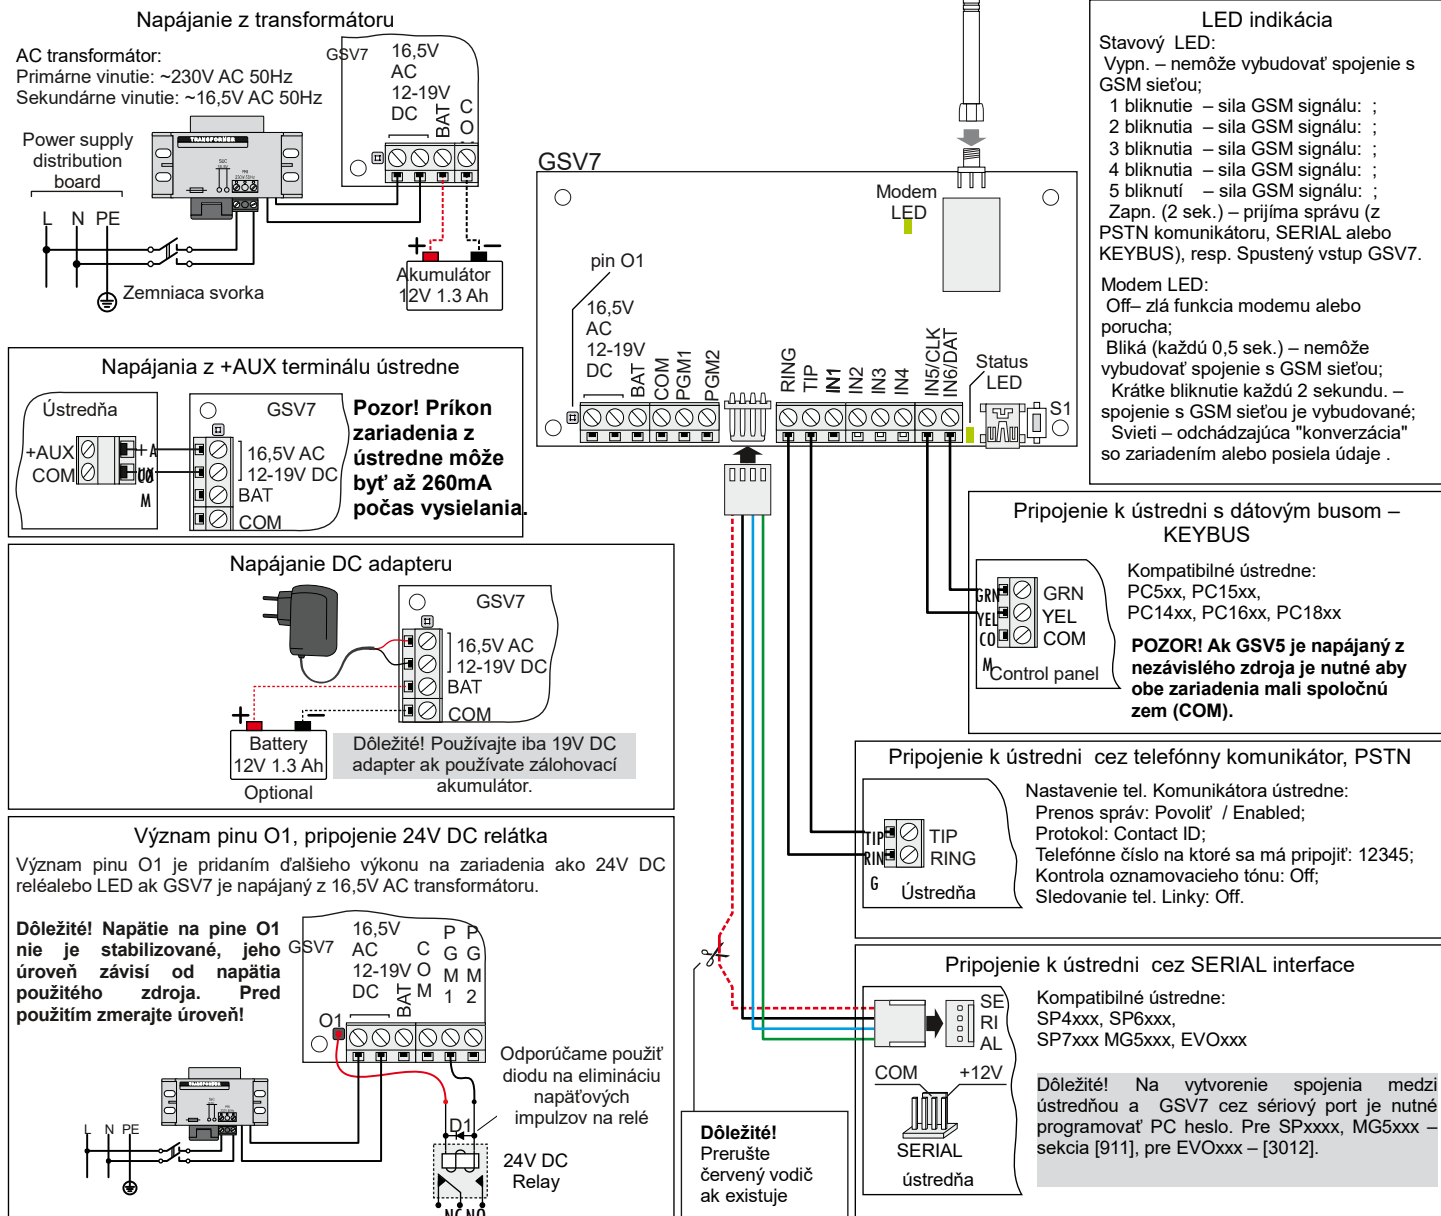 Napájanie z transformátoru
AC transformátor:
Primárne vinutie: ~230V AC 50Hz
Sekundárne vinutie: ~16,5V AC 50Hz
Power supply
distribution
board
L N PE
Zemniaca svorka
TRANSFORMER
GSV7
16,5V
AC
12-19V
DC
BAT
CO
+ −
Akumulátor
12V 1.3 Ah
Napájania z +AUX terminálu ústredne
Ústredňa
+AUX
COM
+A
UX
M
GSV7
16,5V AC
12-19V DC
BAT
COM
Pozor! Príkon
zariadenia z
ústredne môže
byť až 260mA
počas vysielania.
Napájanie DC adapteru
GSV7
16,5V AC
12-19V DC
BAT
COM
+ −
Battery
12V 1.3 Ah
Optional
Dôležité! Používajte iba 19V DC
adapter ak používate zálohovací
akumulátor.
Význam pinu O1, pripojenie 24V DC relátka
Význam pinu O1 je pridaním ďalšieho výkonu na zariadenia ako 24V DC
reléalebo LED ak GSV7 je napájaný z 16,5V AC transformátoru.
Dôležité! Napätie na pine O1
nie je stabilizované, jeho
úroveň závisí od napätia
použitého zdroja. Pred
použitím zmerajte úroveň!
GSV7
16,5V
AC
12-19V
DC
BAT
COM
PGM1
PGM2
O1
L N PE
Odporúčame použiť
diodu na elimináciu
napäťových
impulzov na relé
D1
24V DC
Relay
NC NO
GSV7
Modem
LED
pin O1
16,5V
AC
12-19V
DC
BAT
COM
PGM1
PGM2
RING
TIP
IN1
IN2
IN3
IN4
IN5/CLK
IN6/DAT
Status
LED
S1
Dôležité!
Prerušte
červený vodič
ak existuje
LED indikácia
Stavový LED:
Vypn. – nemôže vybudovať spojenie s
GSM sieťou;
1 bliknutie – sila GSM signálu: ;
2 bliknutia – sila GSM signálu: ;
3 bliknutia – sila GSM signálu: ;
4 bliknutia – sila GSM signálu: ;
5 bliknutí – sila GSM signálu: ;
Zapn. (2 sek.) – prijíma správu (z
PSTN komunikátoru, SERIAL alebo
KEYBUS), resp. Spustený vstup GSV7.
Modem LED:
Off– zlá funkcia modemu alebo
porucha;
Bliká (každú 0,5 sek.) – nemôže
vybudovať spojenie s GSM sieťou;
Krátke bliknutie každú 2 sekundu. –
spojenie s GSM sieťou je vybudované;
Svieti – odchádzajúca "konverzácia"
so zariadením alebo posiela údaje .
Pripojenie k ústredni s dátovým busom –
KEYBUS
GRN
YEL
CO
M
GRN
YEL
COM
Control panel
Kompatibilné ústredne:
PC5xx, PC15xx,
PC14xx, PC16xx, PC18xx
POZOR! Ak GSV5 je napájaný z
nezávislého zdroja je nutné aby
obe zariadenia mali spoločnú
zem (COM).
Pripojenie k ústredni cez telefónny komunikátor, PSTN
TIP
RIN
G
TIP
RING
Ústredňa
Nastavenie tel. Komunikátora ústredne:
Prenos správ: Povoliť / Enabled;
Protokol: Contact ID;
Telefónne číslo na ktoré sa má pripojiť: 12345;
Kontrola oznamovacieho tónu: Off;
Sledovanie tel. Linky: Off.
Pripojenie k ústredni cez SERIAL interface
SE
RI
AL
COM +12V
SERIAL
ústredňa
Kompatibilné ústredne:
SP4xxx, SP6xxx,
SP7xxx MG5xxx, EVOxxx
Dôležité! Na vytvorenie spojenia medzi
ústredňou a GSV7 cez sériový port je nutné
programovať PC heslo. Pre SPxxxx, MG5xxx –
sekcia [911], pre EVOxxx – [3012].